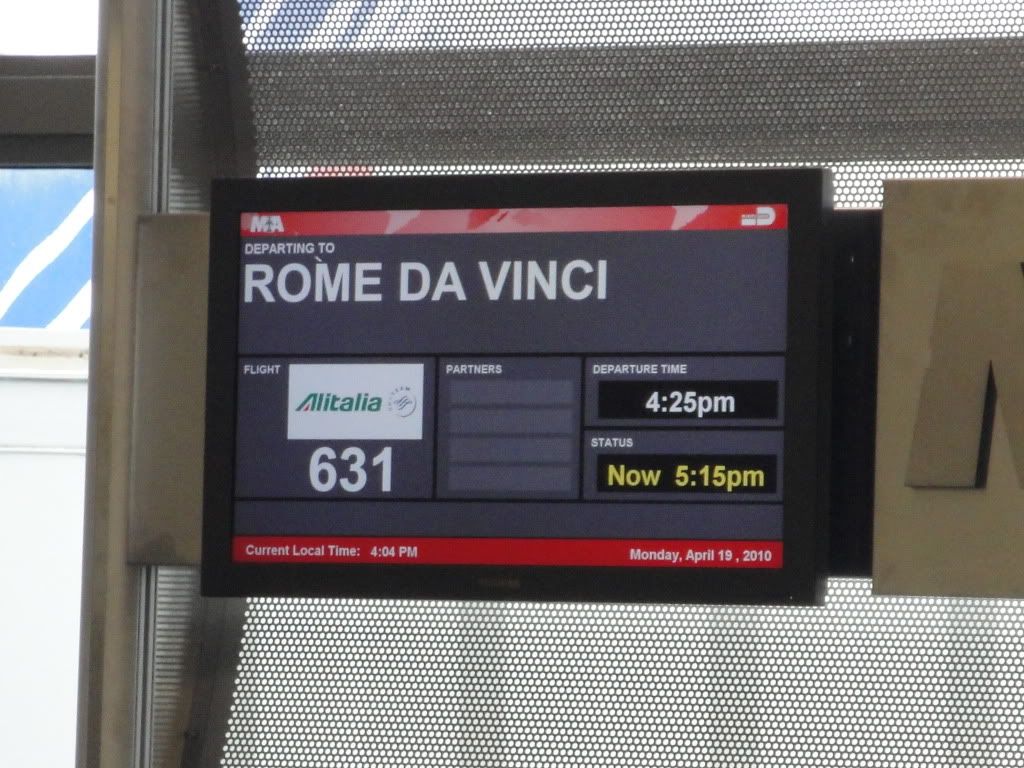 MIA
DEPARTING TO
ROME DA VINCI
FLIGHT
Alitalia
631
PARTNERS
DEPARTURE TIME
4:25pm
STATUS
Now 5:15pm
Current Local Time: 4:04 PM
Monday, April 19 , 2010